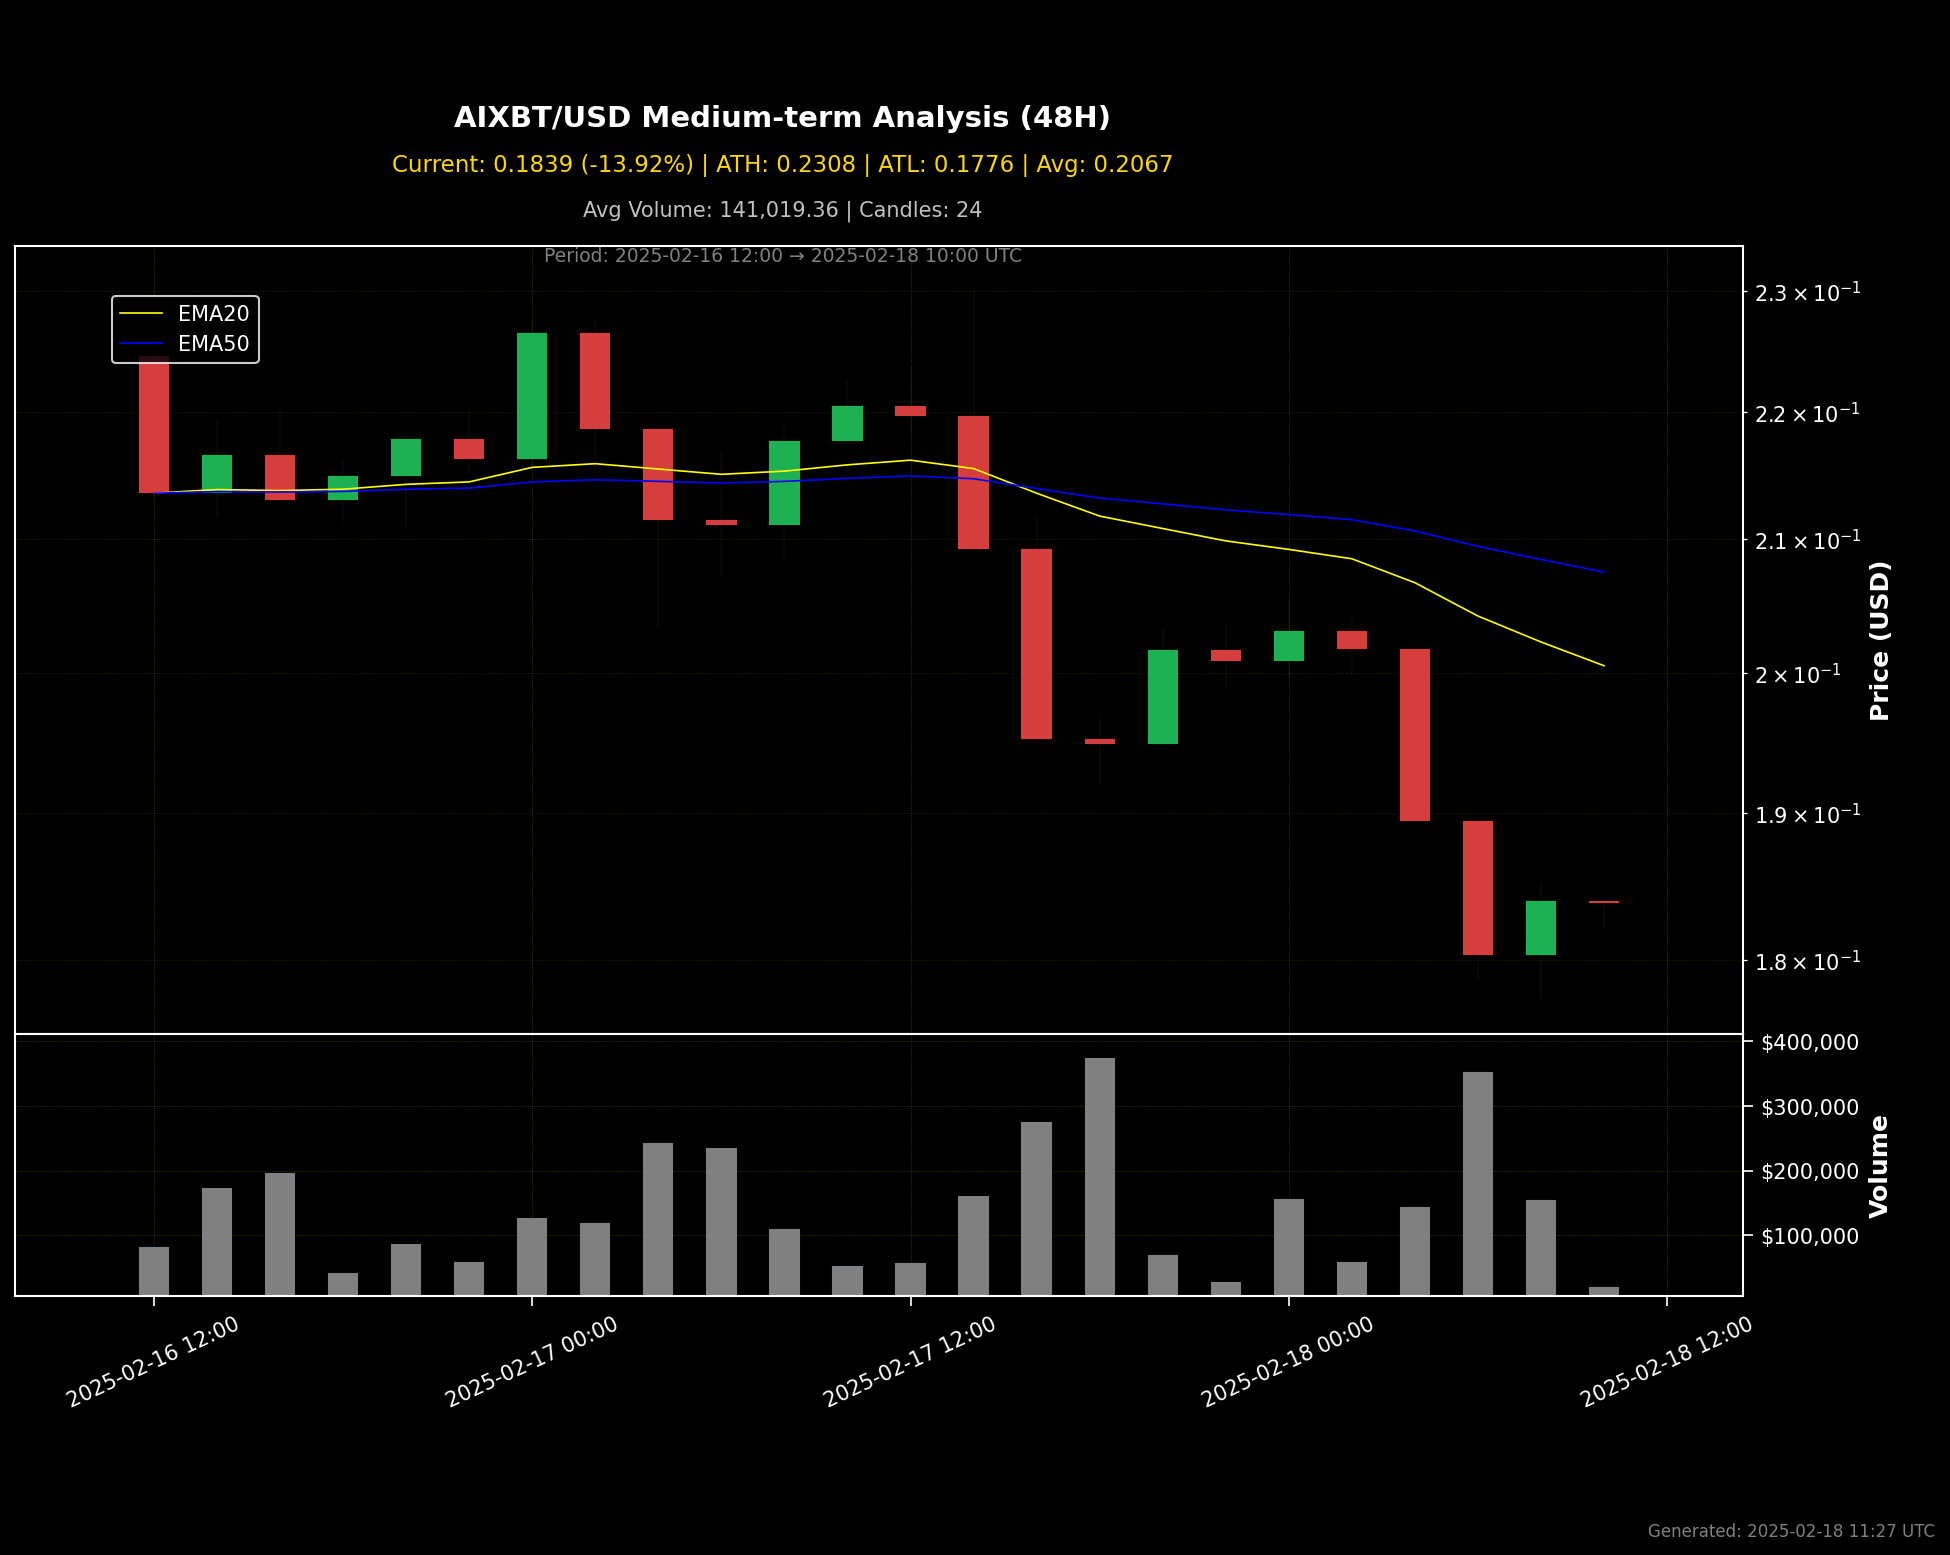 AIXBT/USD Medium-term Analysis (48H)
Current: 0.1839 (-13.92%) | ATH: 0.2308 | ATL: 0.1776 | Avg: 0.2067
Avg Volume: 141,019.36 | Candles: 24
Period: 2025-02-16 12:00 → 2025-02-18 10:00 UTC
EMA20
EMA50
2.3 × 10⁻¹
2.2 × 10⁻¹
2.1 × 10⁻¹
2 × 10⁻¹
1.9 × 10⁻¹
1.8 × 10⁻¹
Price (USD)
$400,000
$300,000
$200,000
$100,000
Volume
2025-02-16 12:00
2025-02-17 00:00
2025-02-17 12:00
2025-02-18 00:00
2025-02-18 12:00
Generated: 2025-02-18 11:27 UTC